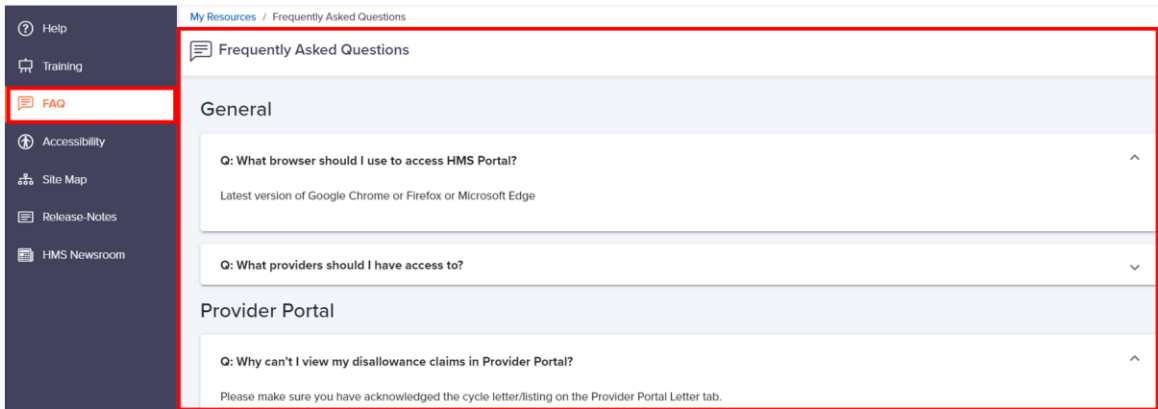 Help
Training
FAQ
Accessibility
Site Map
Release-Notes
HMS Newsroom
My Resources / Frequently Asked Questions
Frequently Asked Questions
General
Q: What browser should I use to access HMS Portal?
Latest version of Google Chrome or Firefox or Microsoft Edge
Q: What providers should I have access to?
Provider Portal
Q: Why can't I view my disallowance claims in Provider Portal?
Please make sure you have acknowledged the cycle letter/listing on the Provider Portal Letter tab.